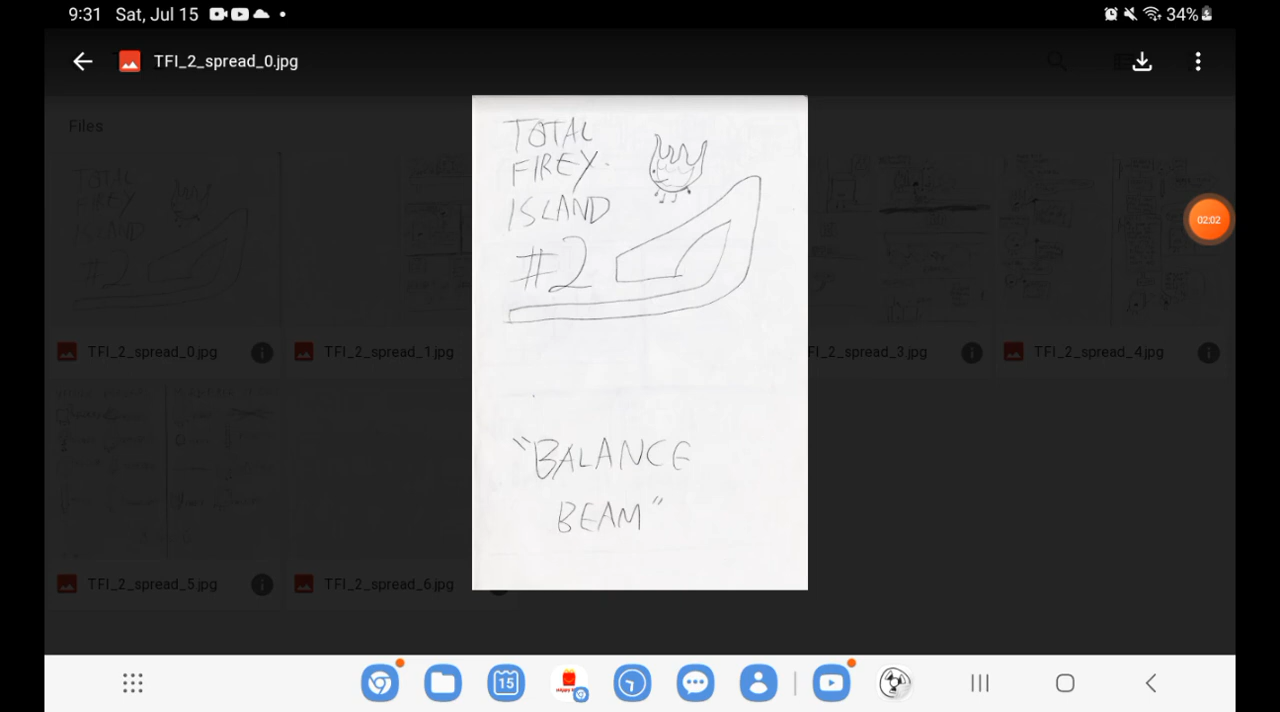 9:31 Sat, Jul 15
34%
TFI_2_spread_0.jpg
Files
TOTAL
FIREY
ISLAND
#2
"BALANCE
BEAM"
02:02
TFI_2_spread_0.jpg
TFI_2_spread_1.jpg
FI_2_spread_3.jpg
TFI_2_spread_4.jpg
TFI_2_spread_5.jpg
TFI_2_spread_6.jpg
15